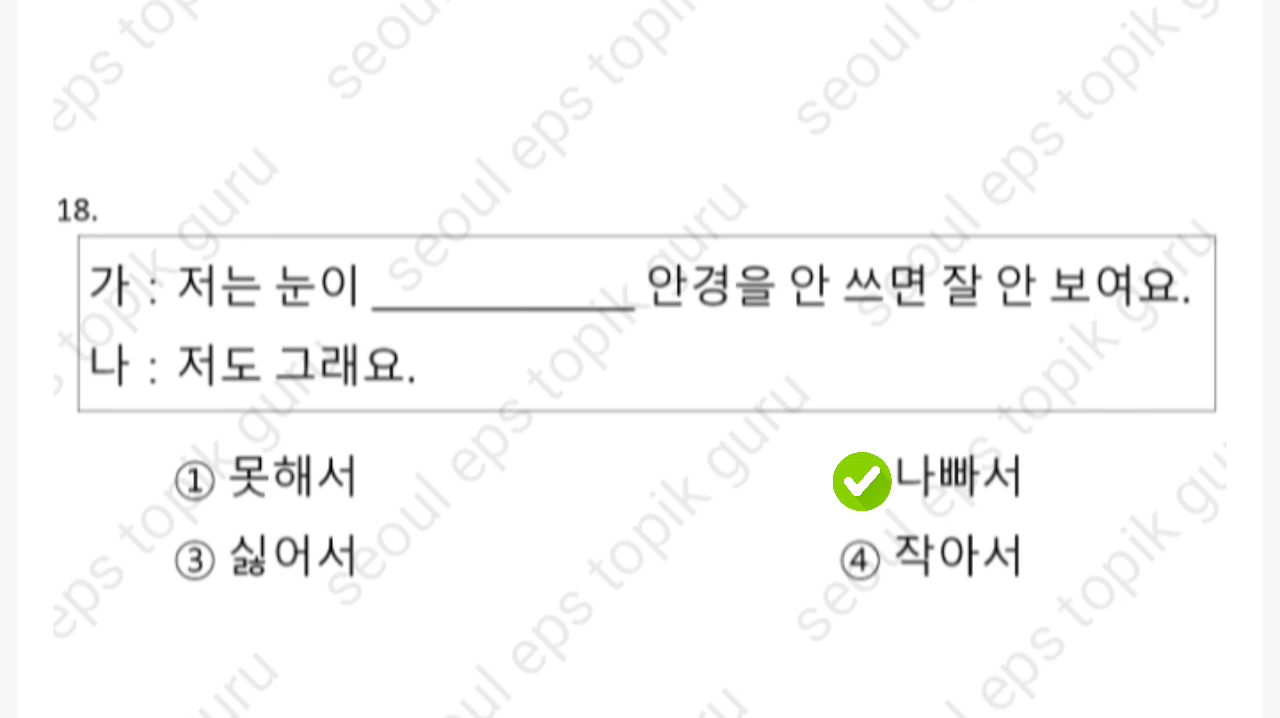 18.
가 : 저는 눈이 ____________ 안경을 안 쓰면 잘 안 보여요.
나 : 저도 그래요.
① 못해서
나빠서
③ 싫어서
④ 작아서
seoul eps topik guru